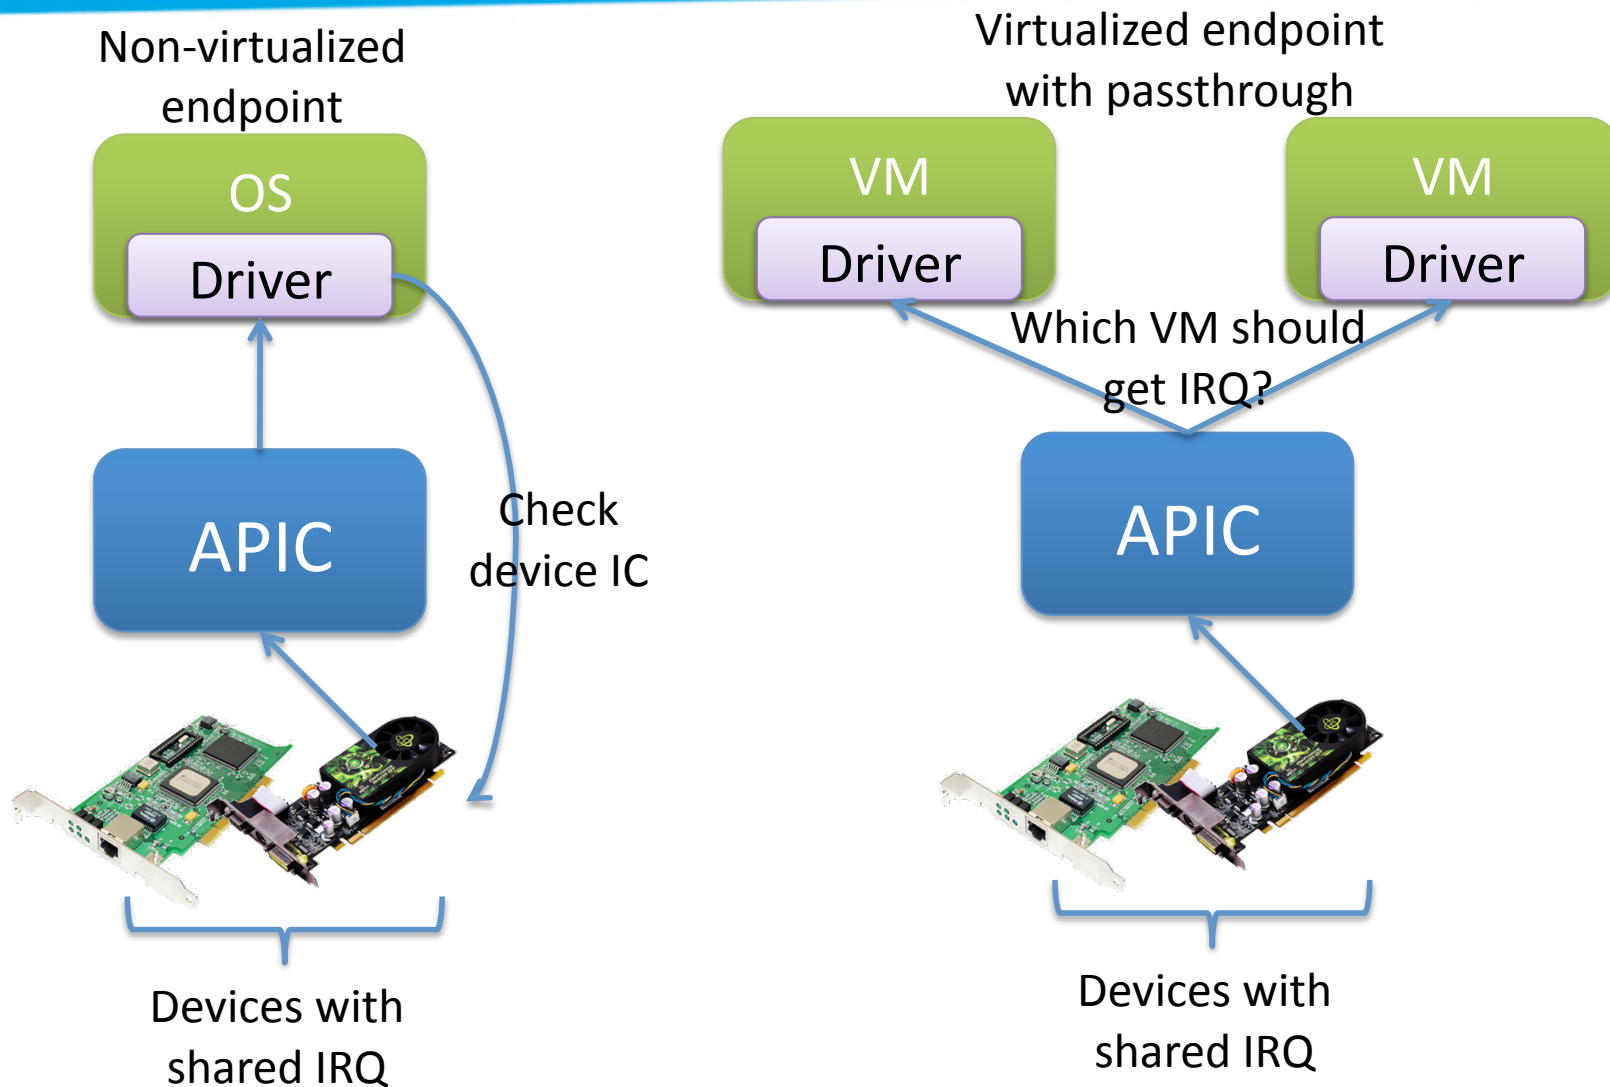 Non-virtualized
endpoint
OS
Driver
APIC
Check
device IC
Devices with
shared IRQ
Virtualized endpoint
with passthrough
VM
Driver
VM
Driver
Which VM should
get IRQ?
APIC
Devices with
shared IRQ